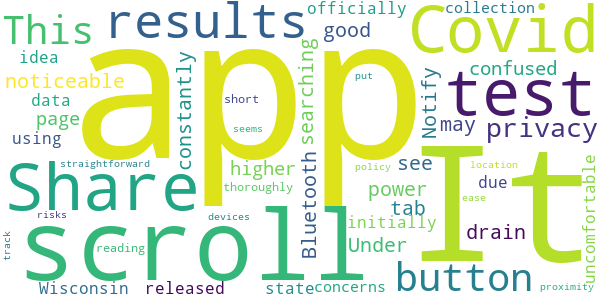 This
results
officially
collection
idea
good
Covid
noticeable
app
confused
data
constantly
searching
Notify
test
page
short
put
may
privacy
using
seems
It
straightforward
higher
policy
see
location
Share
thoroughly
Bluetooth
power
due
uncomfortable
risks
devices
tab
ease
initially
track
scroll
reading
Under
drain
button
Wisconsin
released
state
concerns
proximity